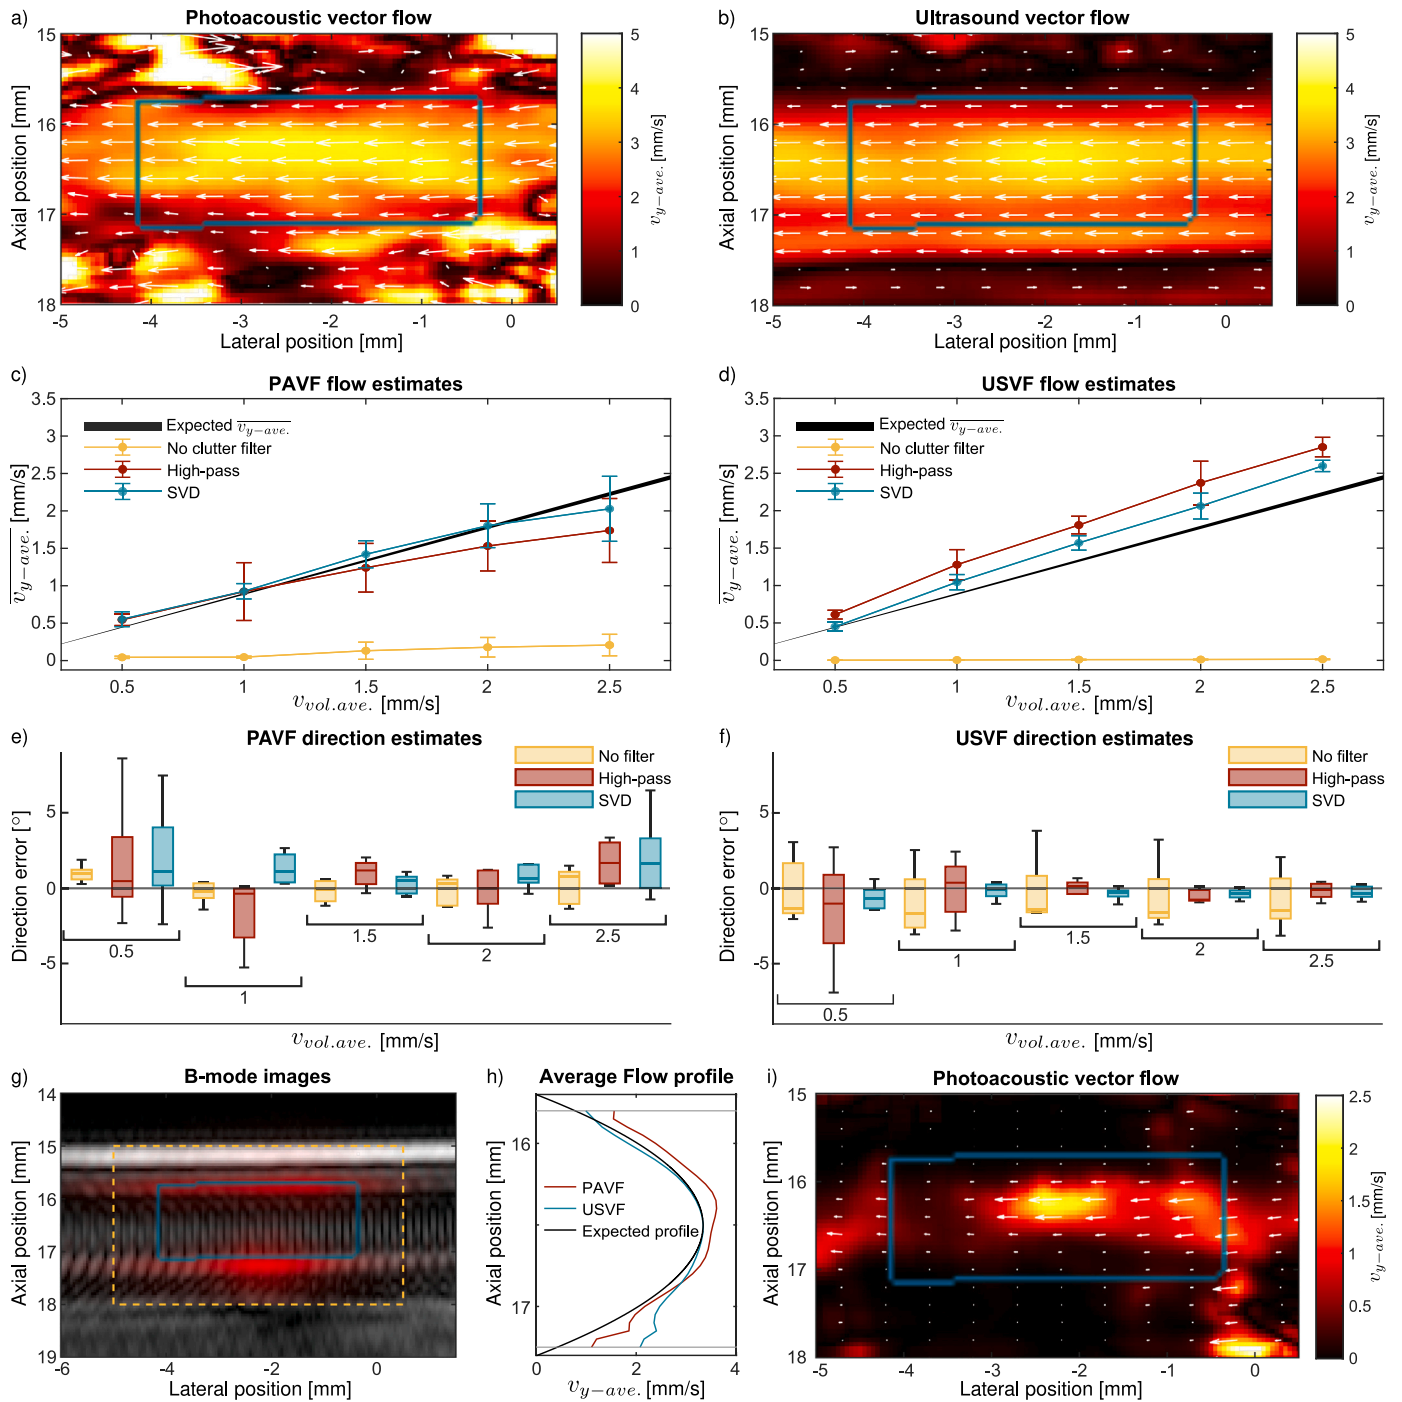 a) Photoacoustic vector flow
15
16
17
18
Axial position [mm]
-5 -4 -3 -2 -1 0
Lateral position [mm]
5
4
3
2
1
0
v_{y-ave.} [mm/s]
b) Ultrasound vector flow
15
16
17
18
Axial position [mm]
-5 -4 -3 -2 -1 0
Lateral position [mm]
5
4
3
2
1
0
v_{y-ave.} [mm/s]
c) PAVF flow estimates
3.5
3
2.5
2
1.5
1
0.5
0
v_{y-ave.} [mm/s]
Expected v_{y-ave.}
No clutter filter
High-pass
SVD
0.5 1 1.5 2 2.5
v_{vol.ave.} [mm/s]
d) USVF flow estimates
3.5
3
2.5
2
1.5
1
0.5
0
v_{y-ave.} [mm/s]
Expected v_{y-ave.}
No clutter filter
High-pass
SVD
0.5 1 1.5 2 2.5
v_{vol.ave.} [mm/s]
e) PAVF direction estimates
No filter
High-pass
SVD
5
0
-5
Direction error [°]
0.5 1 1.5 2 2.5
v_{vol.ave.} [mm/s]
f) USVF direction estimates
No filter
High-pass
SVD
5
0
-5
Direction error [°]
0.5 1 1.5 2 2.5
v_{vol.ave.} [mm/s]
g) B-mode images
14
15
16
17
18
19
Axial position [mm]
-6 -4 -2 0
Lateral position [mm]
h) Average Flow profile
16
17
Axial position [mm]
PAVF
USVF
Expected profile
0 2 4
v_{y-ave.} [mm/s]
i) Photoacoustic vector flow
15
16
17
18
Axial position [mm]
-5 -4 -3 -2 -1 0
Lateral position [mm]
2.5
2
1.5
1
0.5
0
v_{y-ave.} [mm/s]